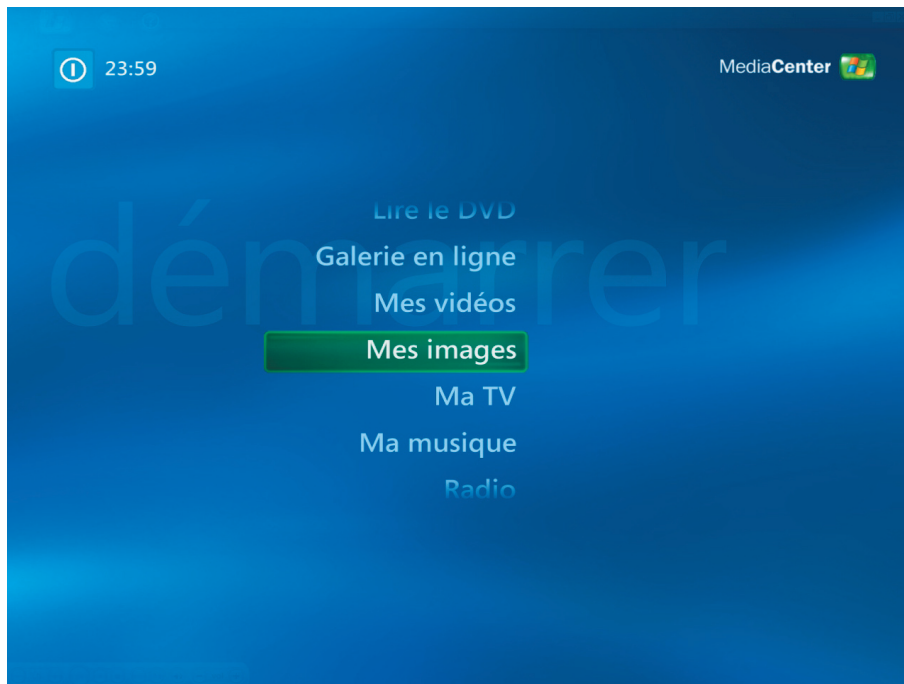 23:59
MediaCenter
démarrer
Lire le DVD
Galerie en ligne
Mes vidéos
Mes images
Ma TV
Ma musique
Radio